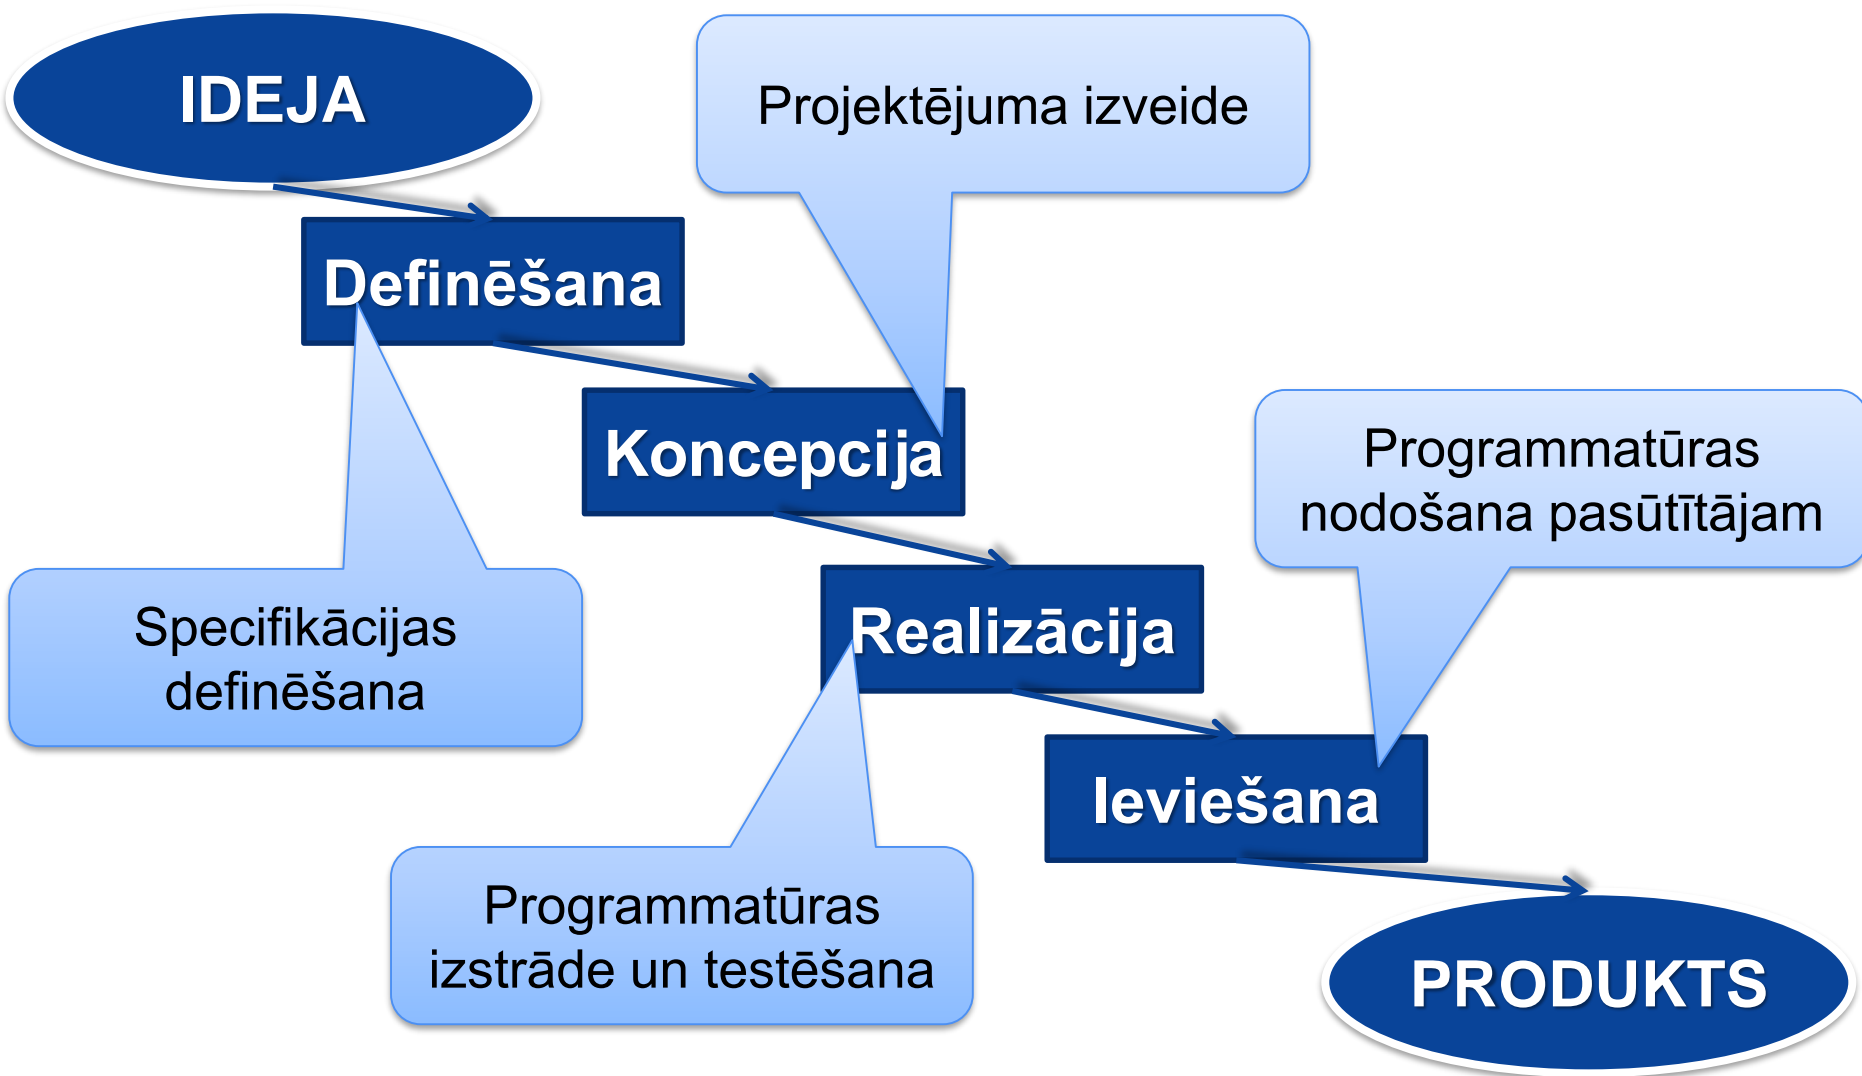 IDEJA
Projektējuma izveide
Definēšana
Koncepcija
Programmatūras
nodošana pasūtītājam
Specifikācijas
definēšana
Realizācija
Ieviešana
Programmatūras
izstrāde un testēšana
PRODUKTS